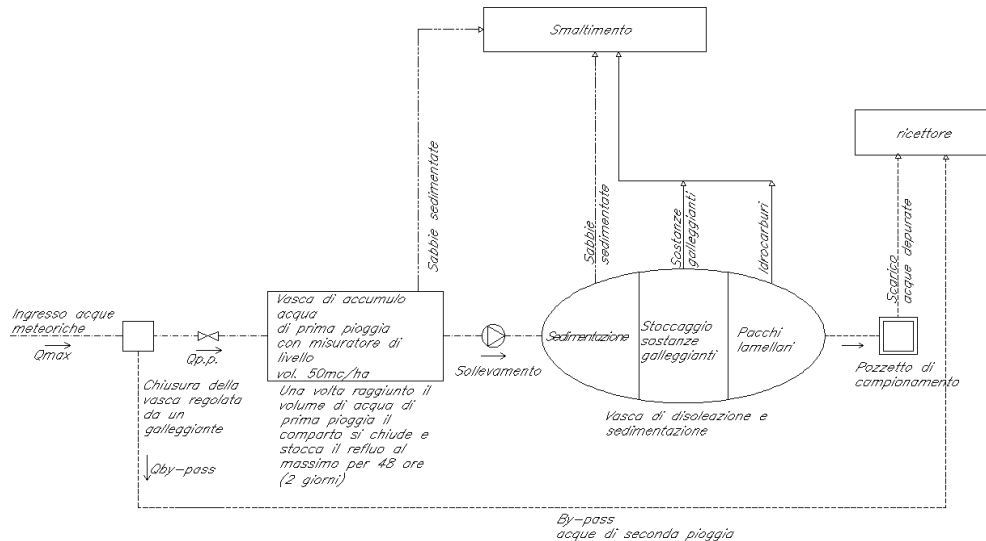 Smaltimento
ricettore
Sabbie sedimentate
Sabbie
sedimentate
Sostanze
galleggianti
Idrocarburi
Scarico
acque depurate
Ingresso acque
meteoriche
Qmax
Qp.p.
Vasca di accumulo
acqua
di prima pioggia
con misuratore di
livello
vol. 50mc/ha
Sollevamento
Sedimentazione
Stoccaggio
sostanze
galleggianti
Pacchi
lamellari
Pozzetto di
campionamento
Chiusura della
vasca regolata
da un
galleggiante
Una volta raggiunto il
volume di acqua di
prima pioggia il
comparto si chiude e
stocca il refluo al
massimo per 48 ore
(2 giorni)
Vasca di disoleazione e
sedimentazione
Qby-pass
By-pass
acque di seconda pioggia